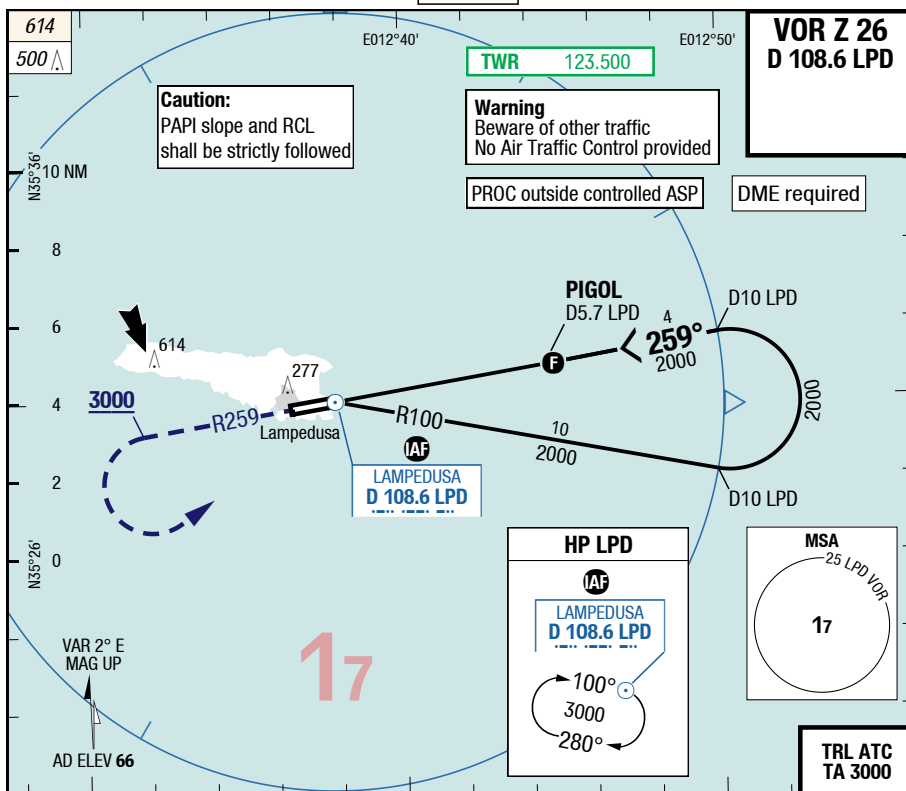 614
500
E012°40'
E012°50'
VOR Z 26
D 108.6 LPD
TWR 123.500
Caution:
PAPI slope and RCL
shall be strictly followed
Warning
Beware of other traffic
No Air Traffic Control provided
PROC outside controlled ASP
DME required
N35°36'
10 NM
8
6
4
2
0
N35°26'
PIGOL
D5.7 LPD
F
4
259°
2000
D10 LPD
2000
614
277
3000
R259
Lampedusa
R100
10
2000
D10 LPD
IAF
LAMPEDUSA
D 108.6 LPD
HP LPD
IAF
LAMPEDUSA
D 108.6 LPD
100°
3000
280°
MSA
25 LPD VOR
17
17
VAR 2° E
MAG UP
AD ELEV 66
TRL ATC
TA 3000